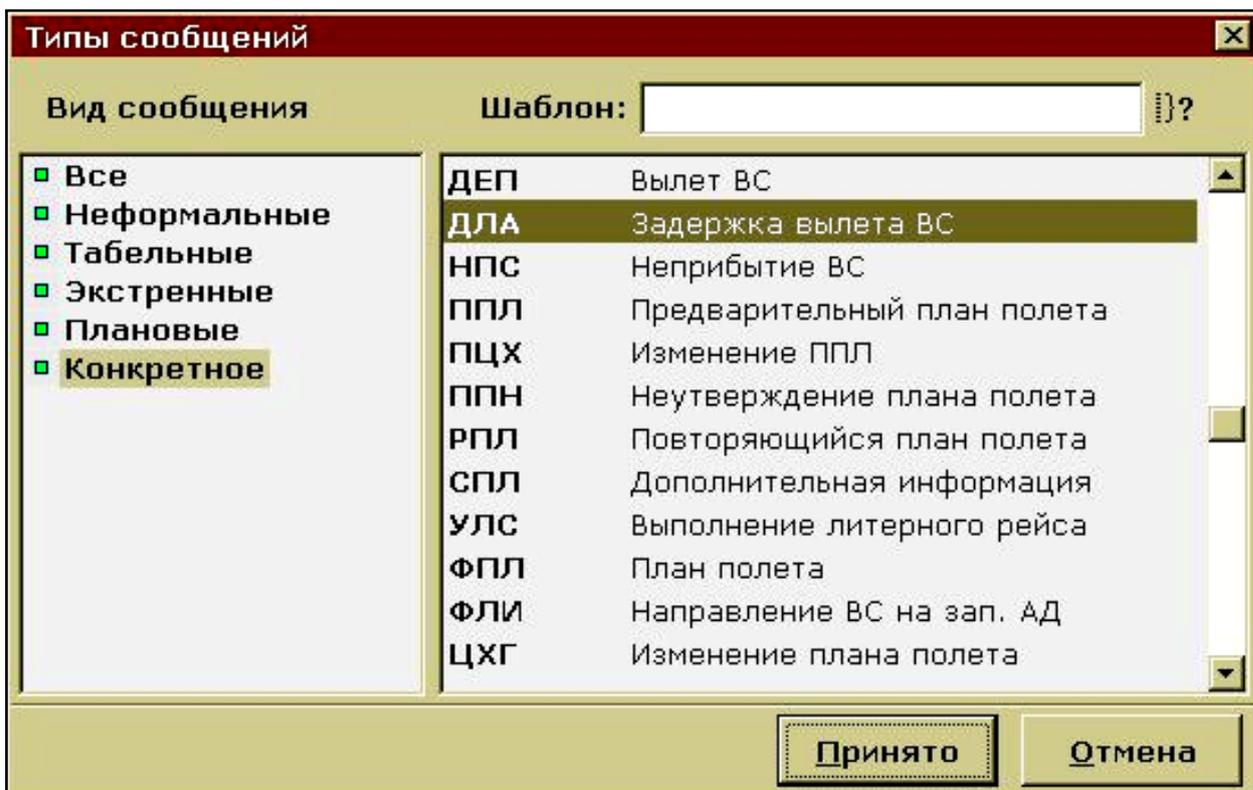 Типы сообщений
Вид сообщения
Шаблон:
?
Все
Неформальные
Табельные
Экстренные
Плановые
Конкретное
ДЕП Вылет ВС
ДЛА Задержка вылета ВС
НПС Неприбытие ВС
ППЛ Предварительный план полета
ПЦХ Изменение ППЛ
ППН Неутверждение плана полета
РПЛ Повторяющийся план полета
СПЛ Дополнительная информация
УЛС Выполнение литерного рейса
ФПЛ План полета
ФЛИ Направление ВС на зап. АД
ЦХГ Изменение плана полета
Принято
Отмена